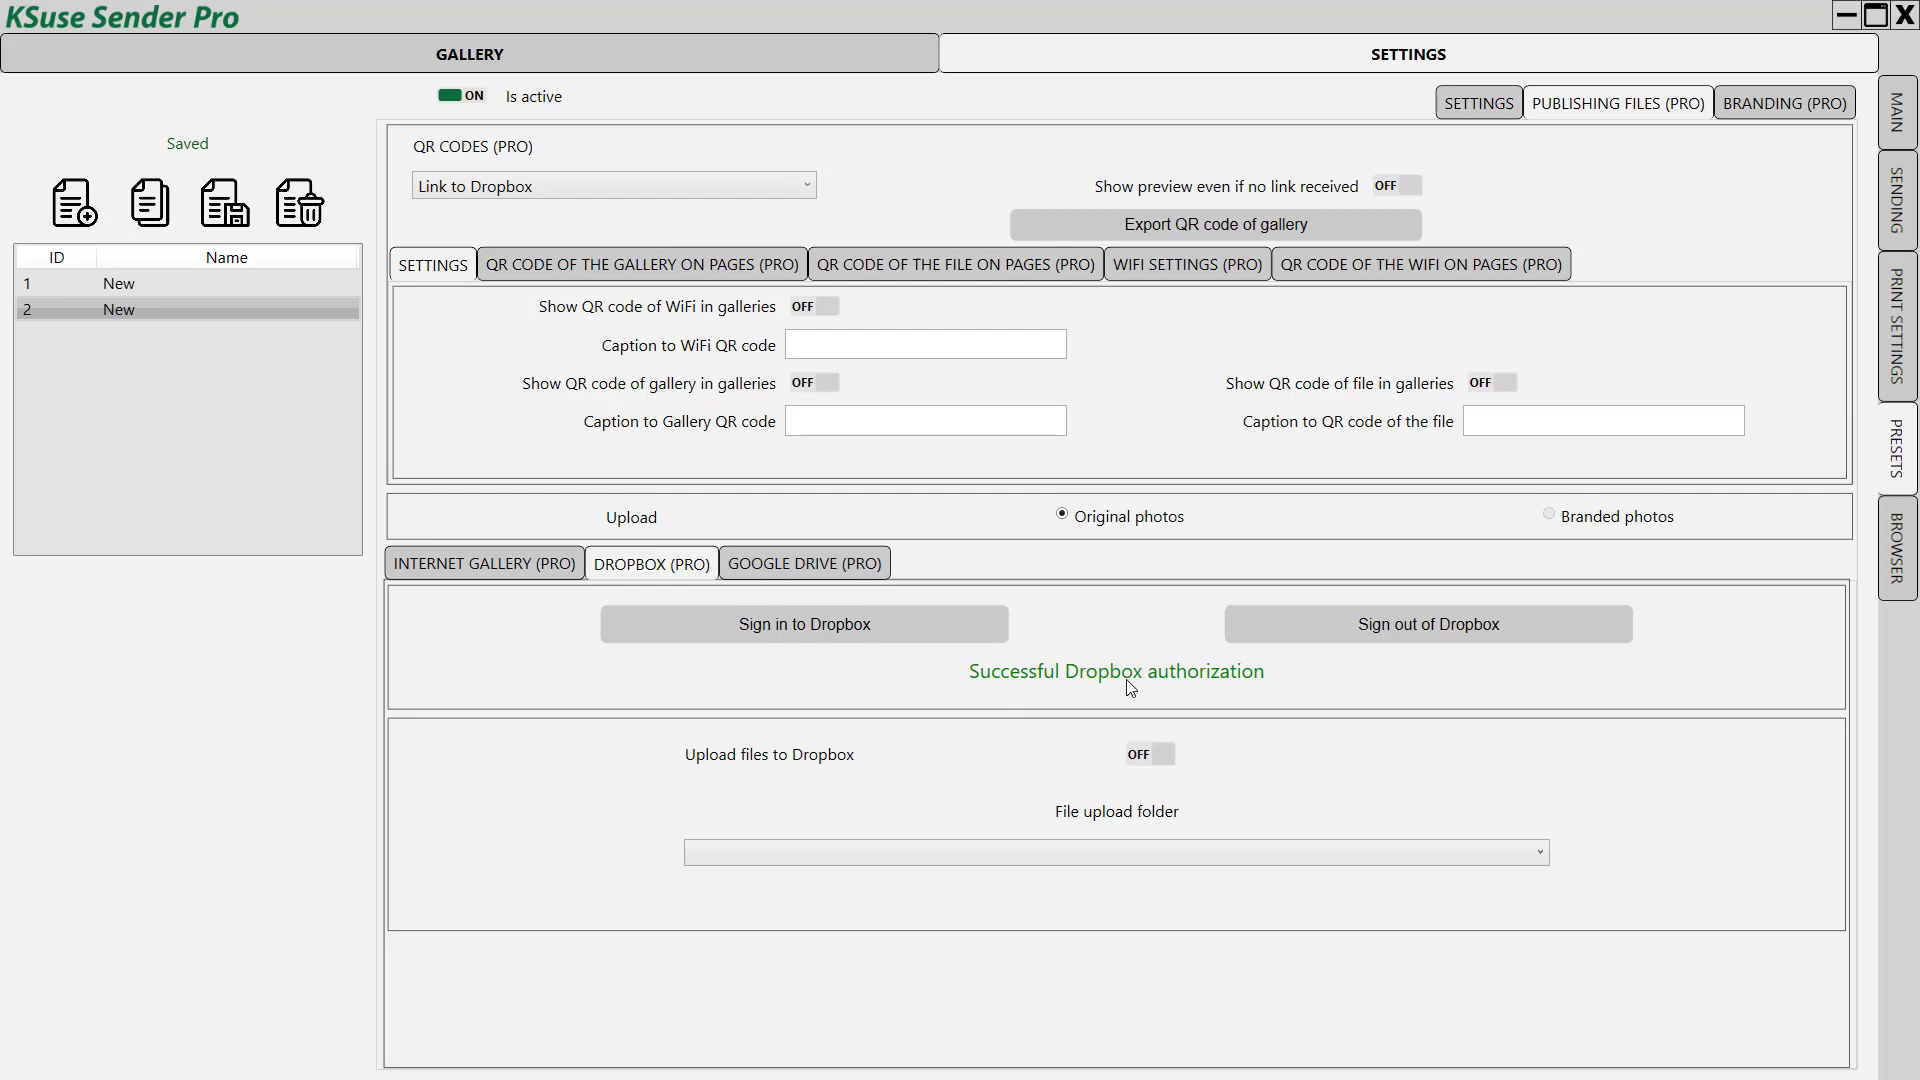 KSuse Sender Pro
GALLERY
SETTINGS
ON
Is active
SETTINGS
PUBLISHING FILES (PRO)
BRANDING (PRO)
MAIN
SENDING
PRINT SETTINGS
PRESETS
BROWSER
Saved
ID
Name
1
New
2
New
QR CODES (PRO)
Link to Dropbox
Show preview even if no link received
OFF
Export QR code of gallery
SETTINGS
QR CODE OF THE GALLERY ON PAGES (PRO)
QR CODE OF THE FILE ON PAGES (PRO)
WIFI SETTINGS (PRO)
QR CODE OF THE WIFI ON PAGES (PRO)
Show QR code of WiFi in galleries
OFF
Caption to WiFi QR code
Show QR code of gallery in galleries
OFF
Show QR code of file in galleries
OFF
Caption to Gallery QR code
Caption to QR code of the file
Upload
Original photos
Branded photos
INTERNET GALLERY (PRO)
DROPBOX (PRO)
GOOGLE DRIVE (PRO)
Sign in to Dropbox
Sign out of Dropbox
Successful Dropbox authorization
Upload files to Dropbox
OFF
File upload folder